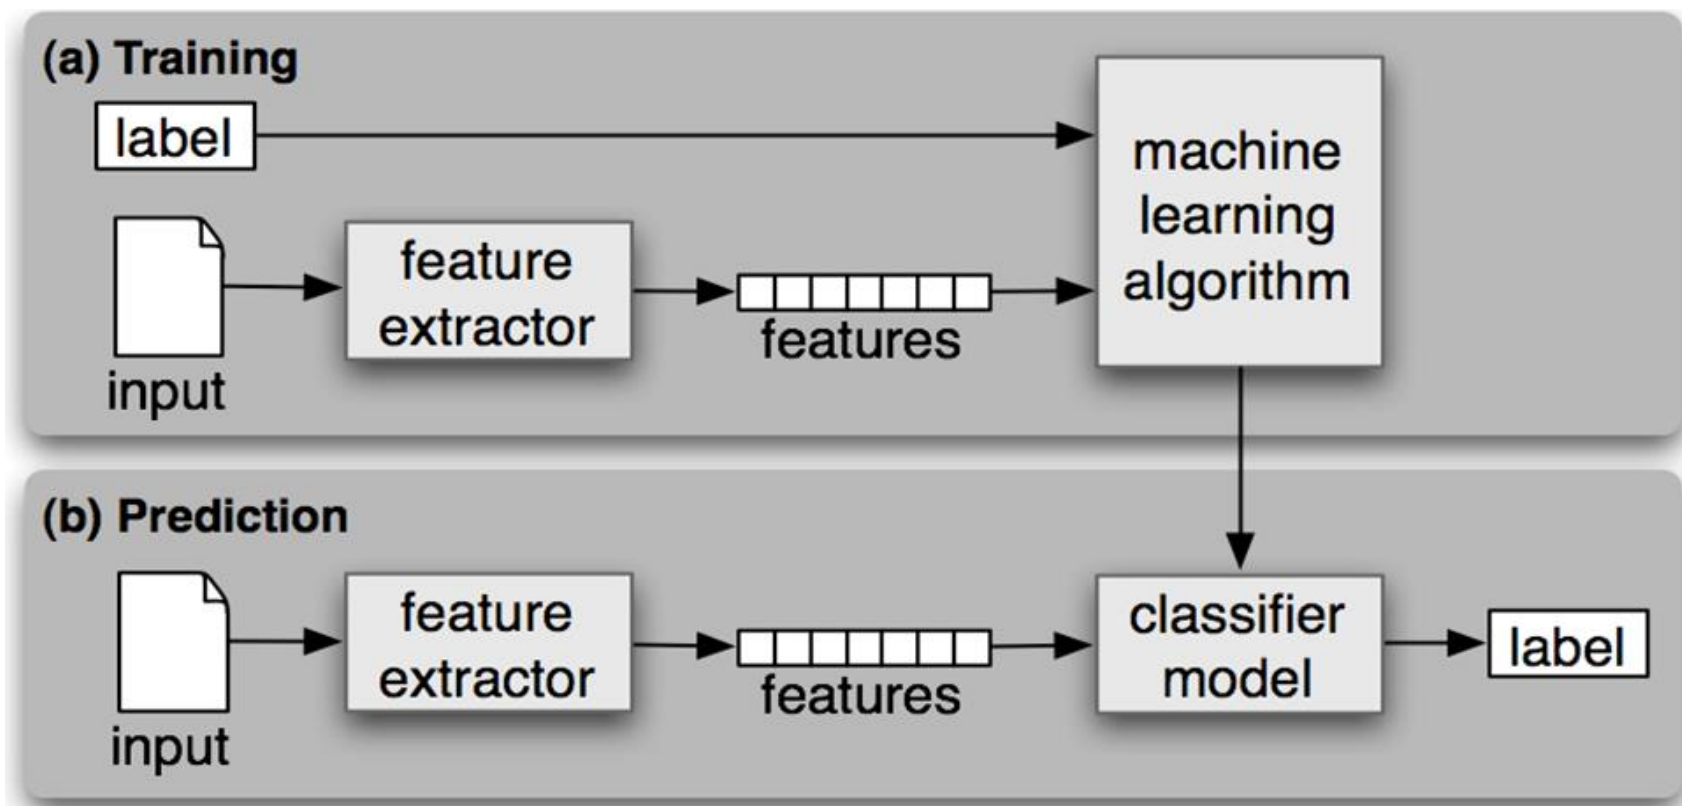 (a) Training
label
machine
learning
algorithm
feature
extractor
features
input
(b) Prediction
feature
extractor
features
input
classifier
model
label